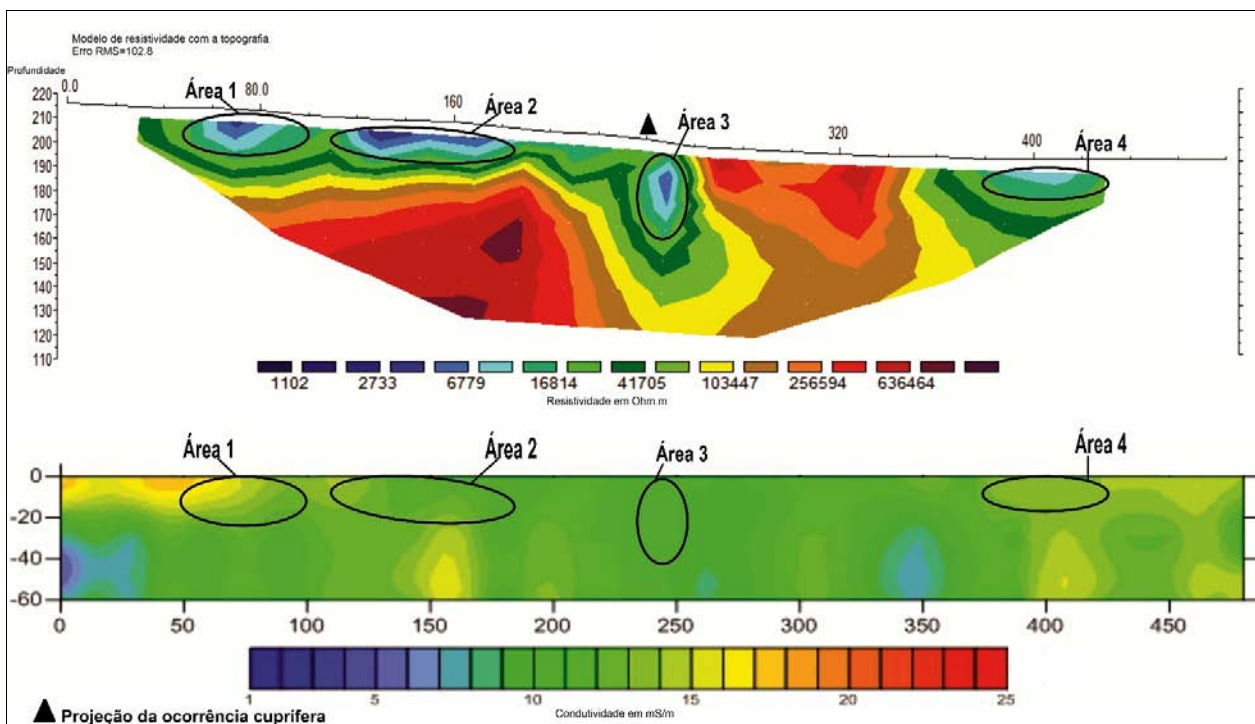 Modelo de resistividade com a topografia
Erro RMS=102.8
Profundidade
0.0 80.0 160 320 400
Área 1 Área 2 Área 3 Área 4
220
210
200
190
180
170
160
150
140
130
120
110
1102 2733 6779 16814 41705 103447 256594 636464
Resistividade em Ohm.m
Área 1 Área 2 Área 3 Área 4
0
-20
-40
-60
0 50 100 150 200 250 300 350 400 450
1 5 10 15 20 25
Condutividade em mS/m
Projeção da ocorrência cuprífera